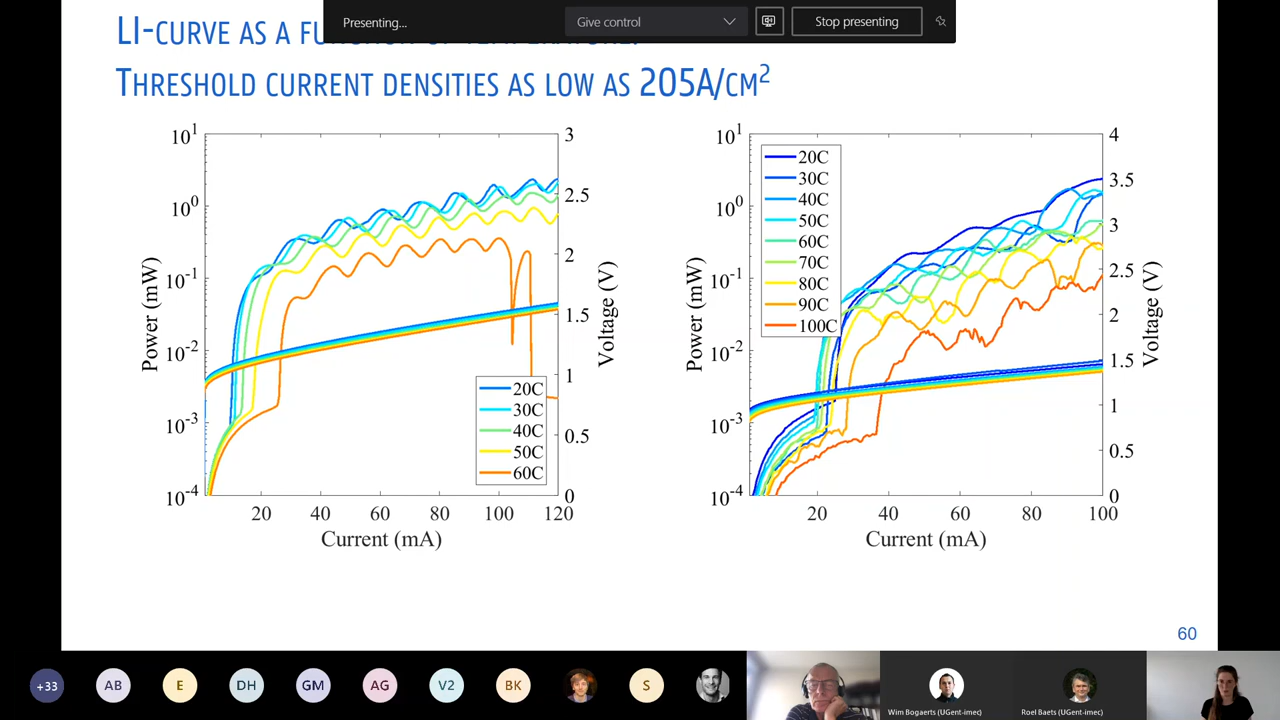 Presenting...
Give control
Stop presenting
LI-CURVE AS A
THRESHOLD CURRENT DENSITIES AS LOW AS 205A/CM²
10¹
10⁰
10⁻¹
10⁻²
10⁻³
10⁻⁴
Power (mW)
3
2.5
2
1.5
1
0.5
0
Voltage (V)
20C
30C
40C
50C
60C
20 40 60 80 100 120
Current (mA)
10¹
10⁰
10⁻¹
10⁻²
10⁻³
10⁻⁴
Power (mW)
20C
30C
40C
50C
60C
70C
80C
90C
100C
4
3.5
3
2.5
2
1.5
1
0.5
0
Voltage (V)
20 40 60 80 100
Current (mA)
60
+33 AB E DH GM AG V2 BK S
Wim Bogaerts (UGent-imec) Roel Baets (UGent-imec)